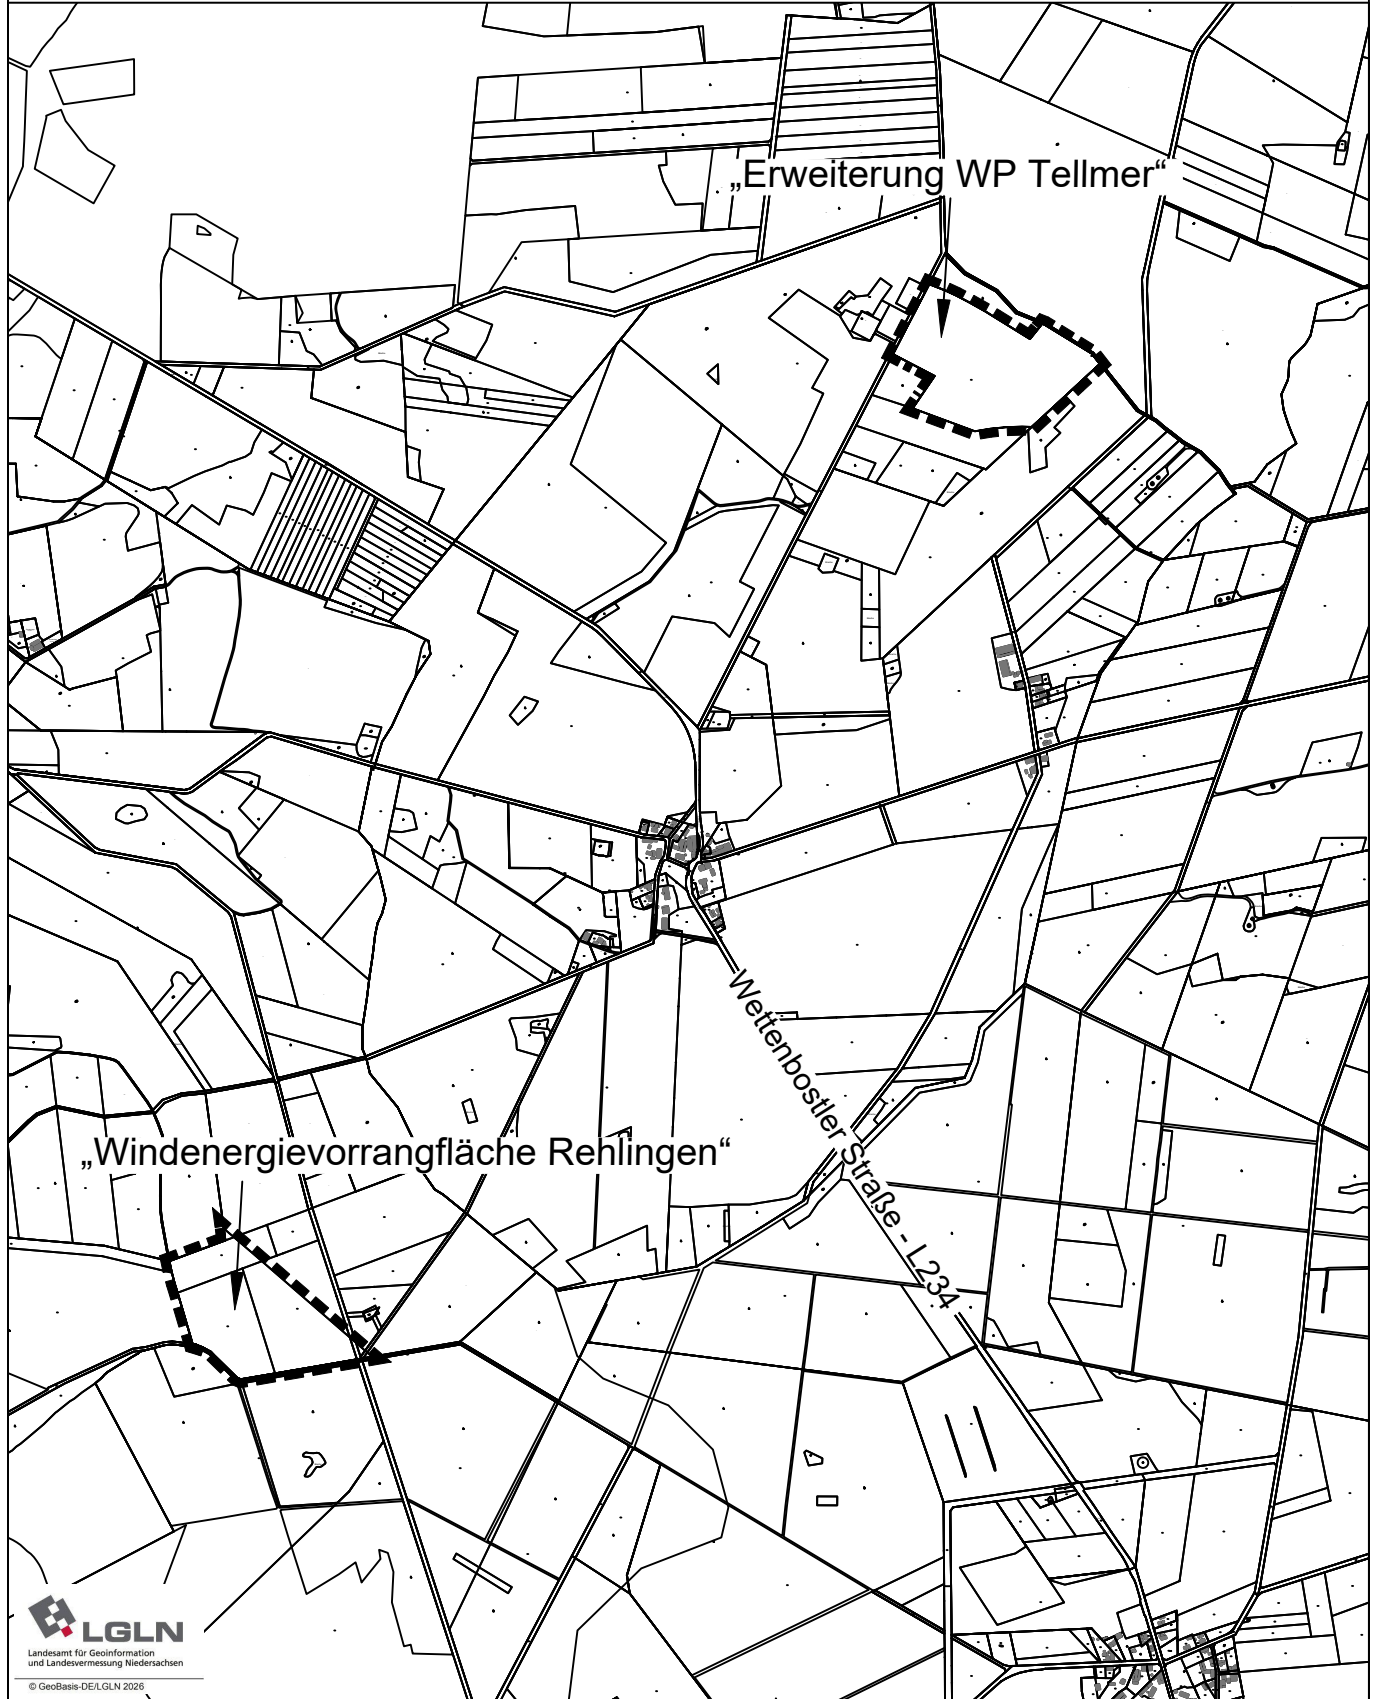 „Erweiterung WP Tellmer“
Wettenbostler Straße - L234
„Windenergievorrangfläche Rehlingen“
LGLN
Landesamt für Geoinformation
und Landesvermessung Niedersachsen
© GeoBasis-DE/LGLN 2026